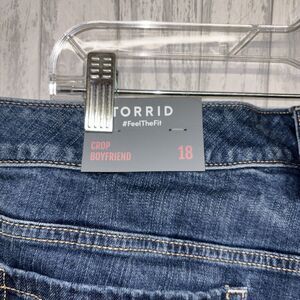 TORRID
#FeelTheFit
CROP
BOYFRIEND
18